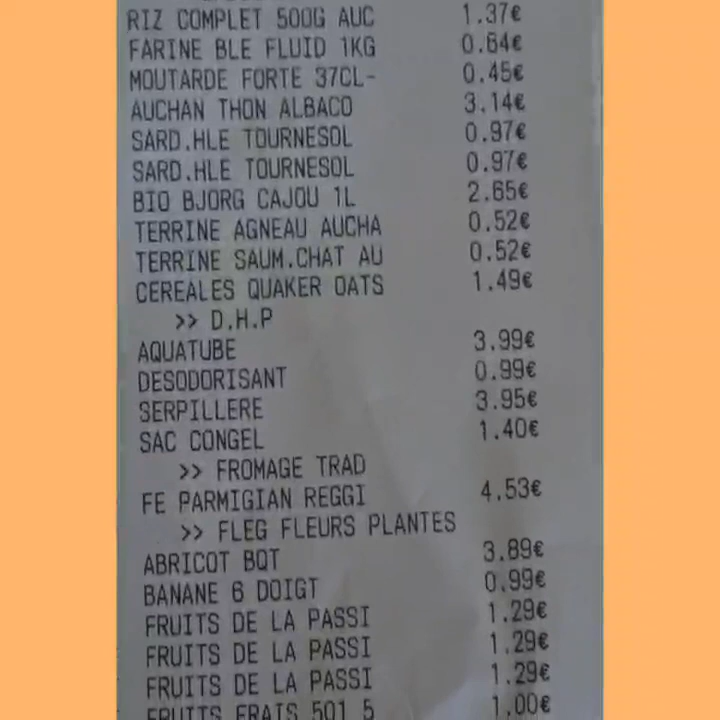 RIZ COMPLET 500G AUC 1.37€
FARINE BLE FLUID 1KG 0.64€
MOUTARDE FORTE 37CL- 0.45€
AUCHAN THON ALBACO 3.14€
SARD.HLE TOURNESOL 0.97€
SARD.HLE TOURNESOL 0.97€
BIO BJORG CAJOU 1L 2.65€
TERRINE AGNEAU AUCHA 0.52€
TERRINE SAUM.CHAT AU 0.52€
CEREALES QUAKER OATS 1.49€
>> D.H.P
AQUATUBE 3.99€
DESODORISANT 0.99€
SERPILLERE 3.95€
SAC CONGEL 1.40€
>> FROMAGE TRAD
FE PARMIGIAN REGGI 4.53€
>> FLEG FLEURS PLANTES
ABRICOT BQT 3.89€
BANANE 6 DOIGT 0.99€
FRUITS DE LA PASSI 1.29€
FRUITS DE LA PASSI 1.29€
FRUITS DE LA PASSI 1.29€
FRUITS FRAIS 501 5 1.00€